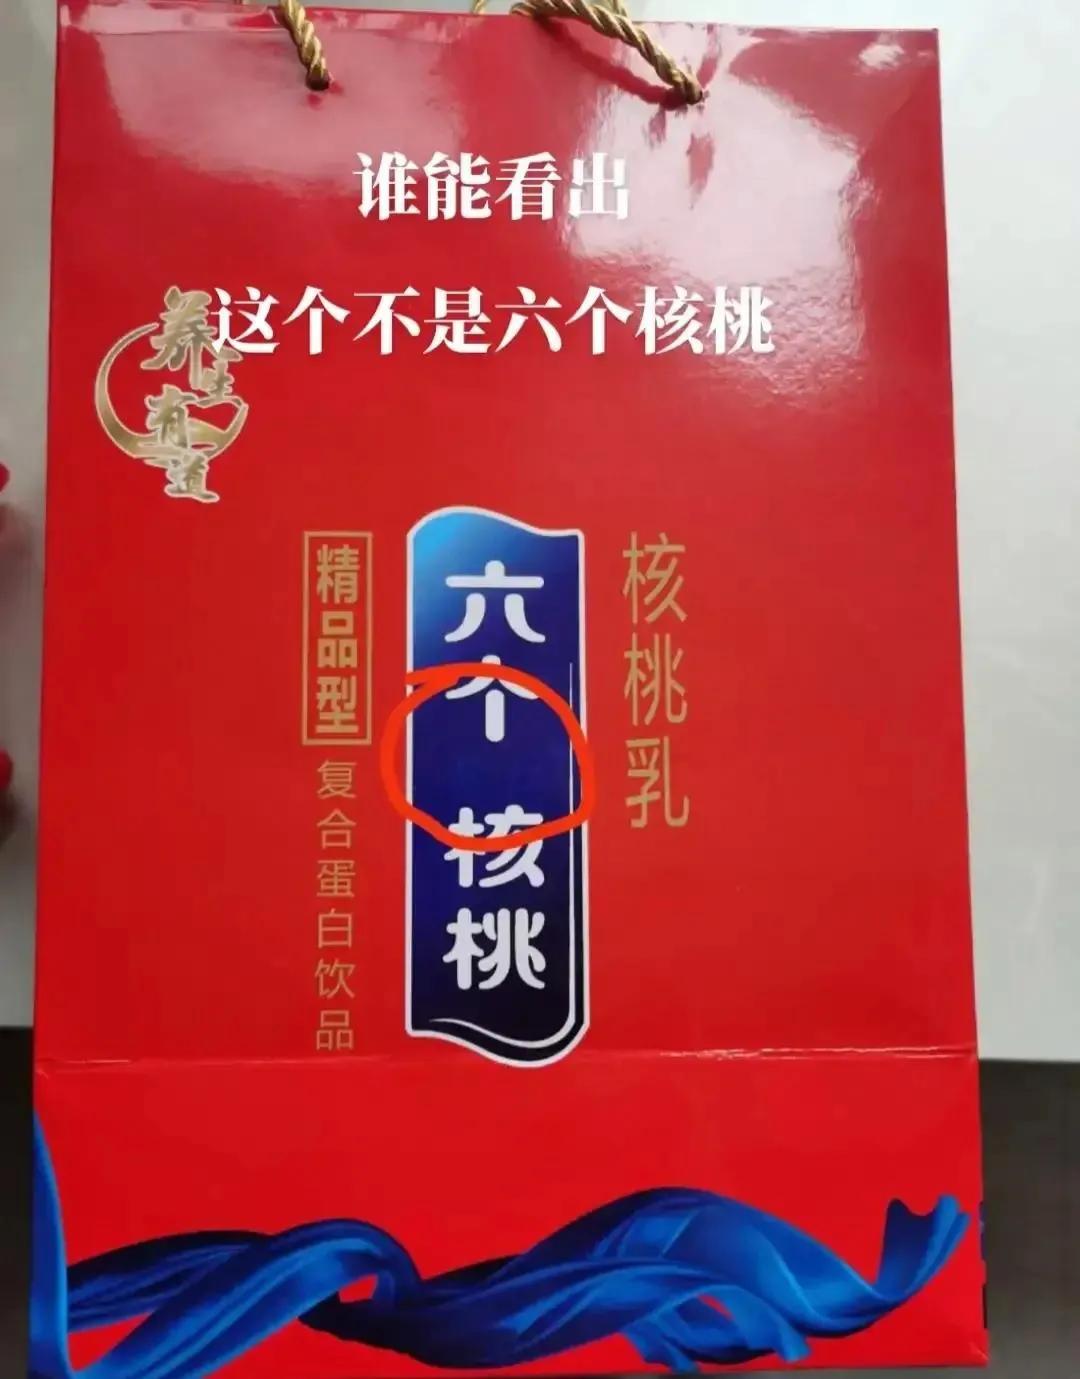 谁能看出
这个不是六个核桃
养生有道
精品型
复合蛋白饮品
六个核桃
核桃乳